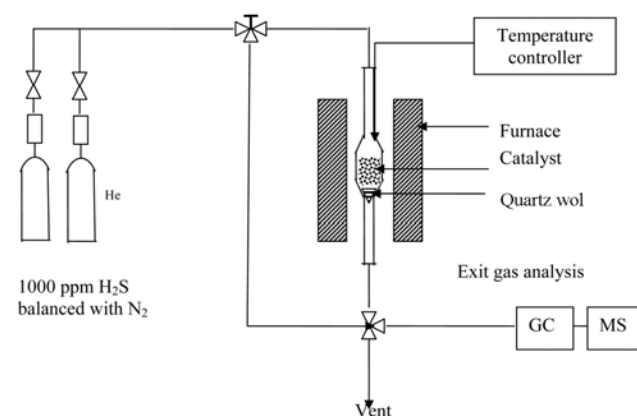 Temperature
controller
Furnace
Catalyst
Quartz wol
He
1000 ppm H₂S
balanced with N₂
Exit gas analysis
GC
MS
Vent